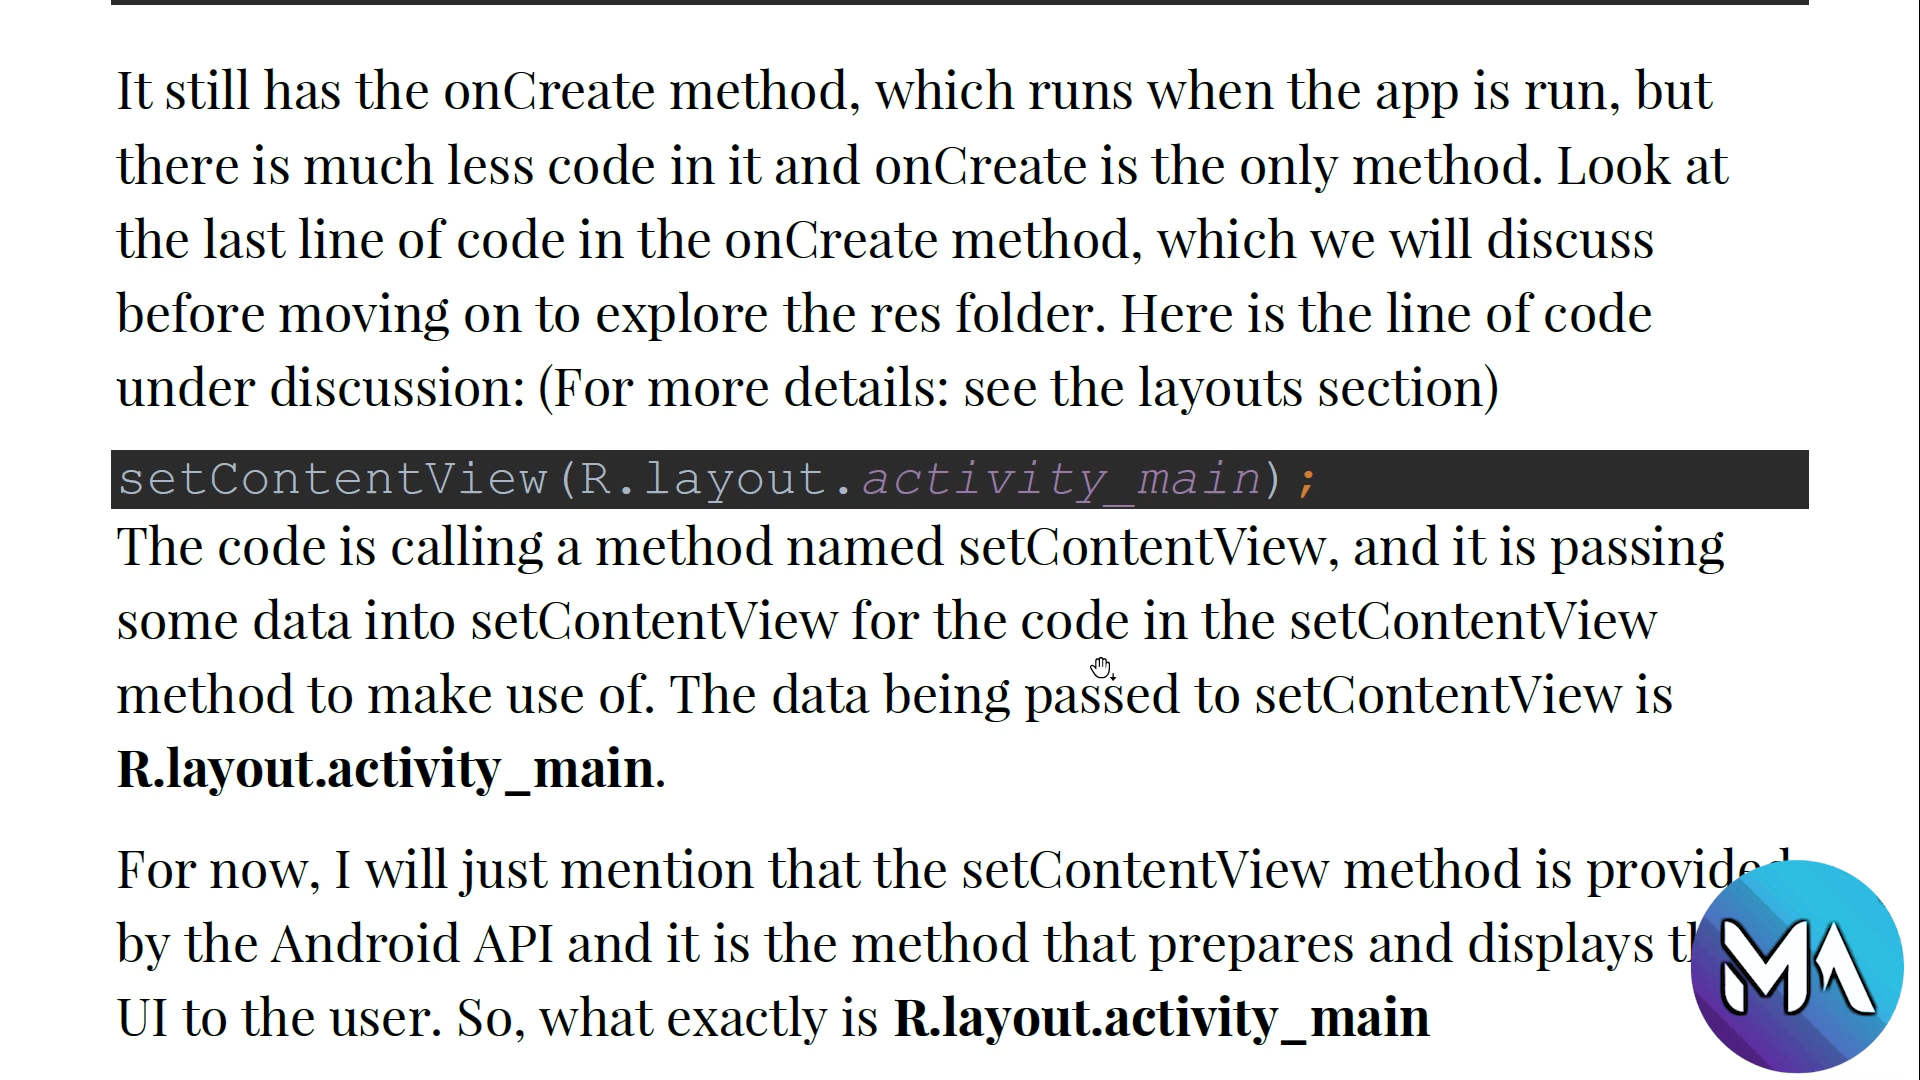 It still has the onCreate method, which runs when the app is run, but
there is much less code in it and onCreate is the only method. Look at
the last line of code in the onCreate method, which we will discuss
before moving on to explore the res folder. Here is the line of code
under discussion: (For more details: see the layouts section)
setContentView(R.layout.activity_main);
The code is calling a method named setContentView, and it is passing
some data into setContentView for the code in the setContentView
method to make use of. The data being passed to setContentView is
R.layout.activity_main.
For now, I will just mention that the setContentView method is provided
by the Android API and it is the method that prepares and displays
UI to the user. So, what exactly is R.layout.activity_main
MA